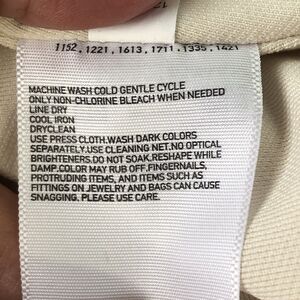 1152, 1221, 1613, 1711, 1335, 1421
MACHINE WASH COLD GENTLE CYCLE
ONLY NON-CHLORINE BLEACH WHEN NEEDED
LINE DRY
COOL IRON
DRYCLEAN
USE PRESS CLOTH.WASH DARK COLORS
SEPARATELY.USE CLEANING NET.NO OPTICAL
BRIGHTENERS.DO NOT SOAK.RESHAPE WHILE
DAMP.COLOR MAY RUB OFF.FINGERNAILS,
PROTRUDING ITEMS, AND ITEMS SUCH AS
FITTINGS ON JEWELRY AND BAGS CAN CAUSE
SNAGGING. PLEASE USE CARE.